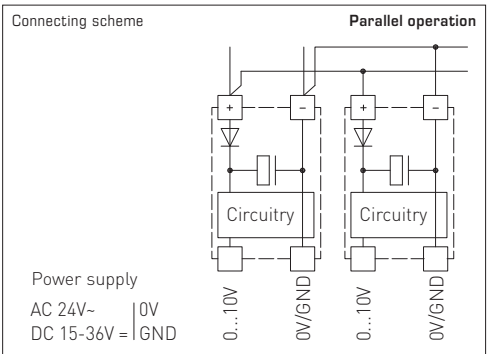 Connecting scheme
Parallel operation
+ − + −
Circuitry Circuitry
Power supply
AC 24V~ | 0V
DC 15-36V = | GND
0...10V
0V/GND
0...10V
0V/GND